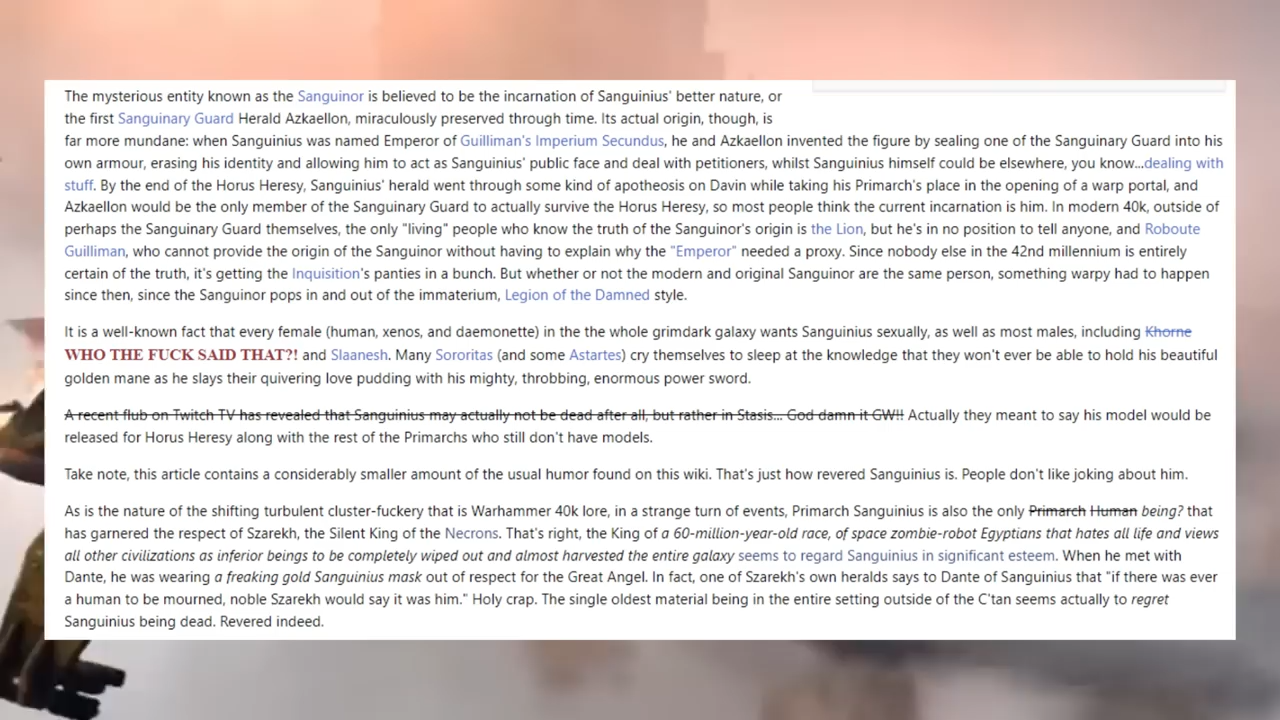 The mysterious entity known as the Sanguinor is believed to be the incarnation of Sanguinius' better nature, or
the first Sanguinary Guard Herald Azkaellon, miraculously preserved through time. Its actual origin, though, is
far more mundane: when Sanguinius was named Emperor of Guilliman's Imperium Secundus, he and Azkaellon invented the figure by sealing one of the Sanguinary Guard into his
own armour, erasing his identity and allowing him to act as Sanguinius' public face and deal with petitioners, whilst Sanguinius himself could be elsewhere, you know...dealing with
stuff. By the end of the Horus Heresy, Sanguinius' herald went through some kind of apotheosis on Davin while taking his Primarch's place in the opening of a warp portal, and
Azkaellon would be the only member of the Sanguinary Guard to actually survive the Horus Heresy, so most people think the current incarnation is him. In modern 40k, outside of
perhaps the Sanguinary Guard themselves, the only "living" people who know the truth of the Sanguinor's origin is the Lion, but he's in no position to tell anyone, and Roboute
Guilliman, who cannot provide the origin of the Sanguinor without having to explain why the "Emperor" needed a proxy. Since nobody else in the 42nd millennium is entirely
certain of the truth, it's getting the Inquisition's panties in a bunch. But whether or not the modern and original Sanguinor are the same person, something warpy had to happen
since then, since the Sanguinor pops in and out of the immaterium, Legion of the Damned style.
It is a well-known fact that every female (human, xenos, and daemonette) in the the whole grimdark galaxy wants Sanguinius sexually, as well as most males, including Khorne
WHO THE FUCK SAID THAT?! and Slaanesh. Many Sororitas (and some Astartes) cry themselves to sleep at the knowledge that they won't ever be able to hold his beautiful
golden mane as he slays their quivering love pudding with his mighty, throbbing, enormous power sword.
A recent flub on Twitch TV has revealed that Sanguinius may actually not be dead after all, but rather in Stasis... God damn it GW!! Actually they meant to say his model would be
released for Horus Heresy along with the rest of the Primarchs who still don't have models.
Take note, this article contains a considerably smaller amount of the usual humor found on this wiki. That's just how revered Sanguinius is. People don't like joking about him.
As is the nature of the shifting turbulent cluster-fuckery that is Warhammer 40k lore, in a strange turn of events, Primarch Sanguinius is also the only Primarch Human being? that
has garnered the respect of Szarekh, the Silent King of the Necrons. That's right, the King of a 60-million-year-old race, of space zombie-robot Egyptians that hates all life and views
all other civilizations as inferior beings to be completely wiped out and almost harvested the entire galaxy seems to regard Sanguinius in significant esteem. When he met with
Dante, he was wearing a freaking gold Sanguinius mask out of respect for the Great Angel. In fact, one of Szarekh's own heralds says to Dante of Sanguinius that "if there was ever
a human to be mourned, noble Szarekh would say it was him." Holy crap. The single oldest material being in the entire setting outside of the C'tan seems actually to regret
Sanguinius being dead. Revered indeed.